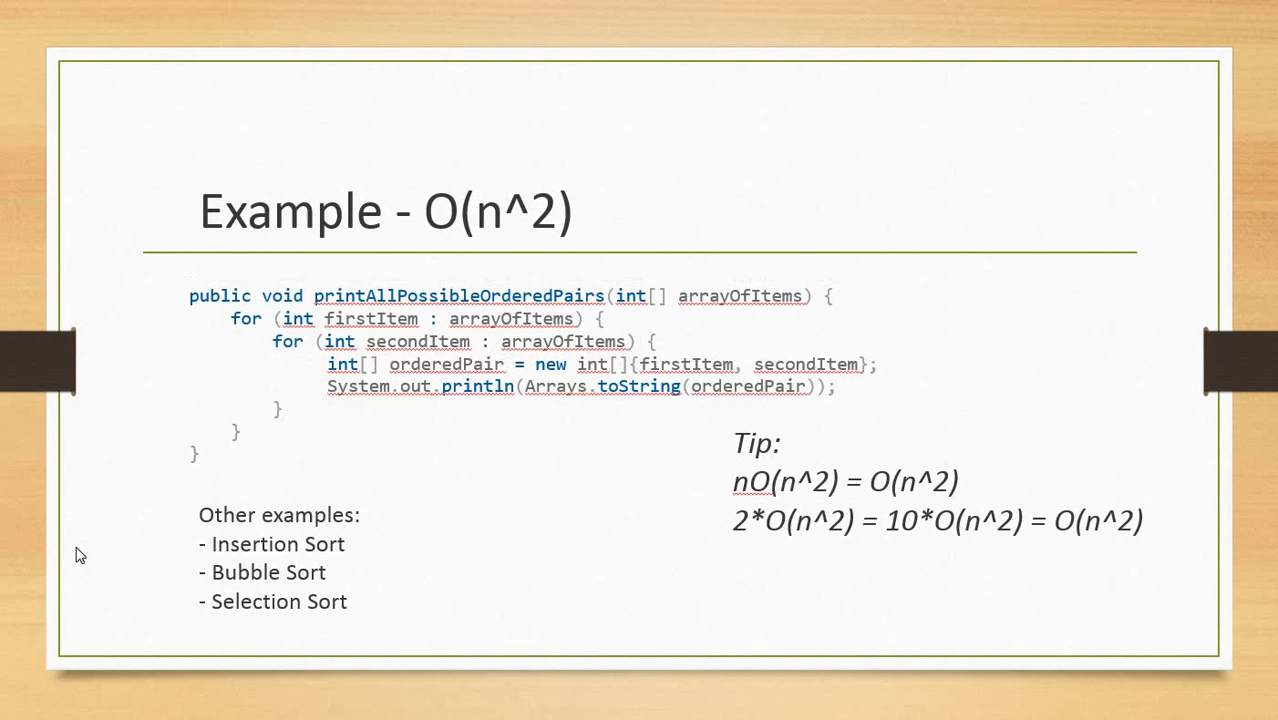 Example - O(n^2)
public void printAllPossibleOrderedPairs(int[] arrayOfItems) {
for (int firstItem : arrayOfItems) {
for (int secondItem : arrayOfItems) {
int[] orderedPair = new int[]{firstItem, secondItem};
System.out.println(Arrays.toString(orderedPair));
}
}
}
Tip:
nO(n^2) = O(n^2)
2*O(n^2) = 10*O(n^2) = O(n^2)
Other examples:
- Insertion Sort
- Bubble Sort
- Selection Sort